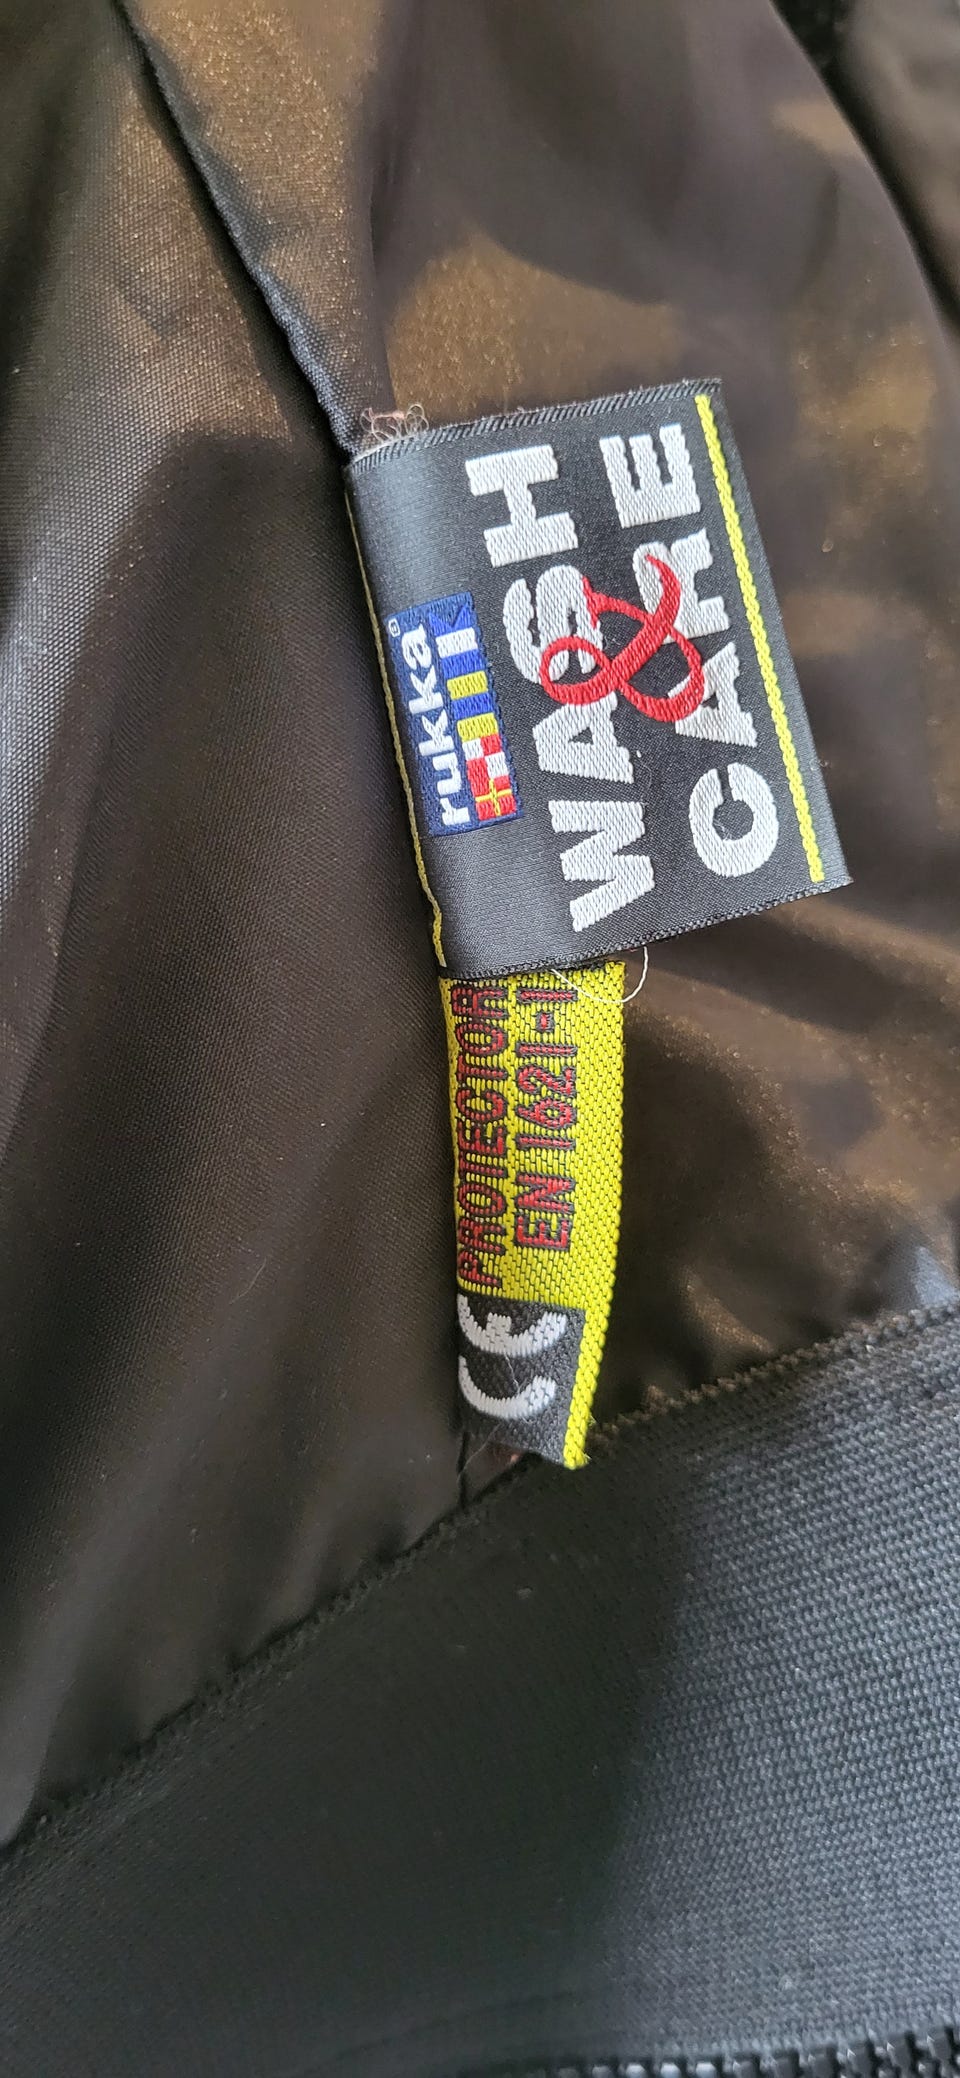 rukka®
WASH
&
CARE
CE
PROTECTOR
EN 1621-1